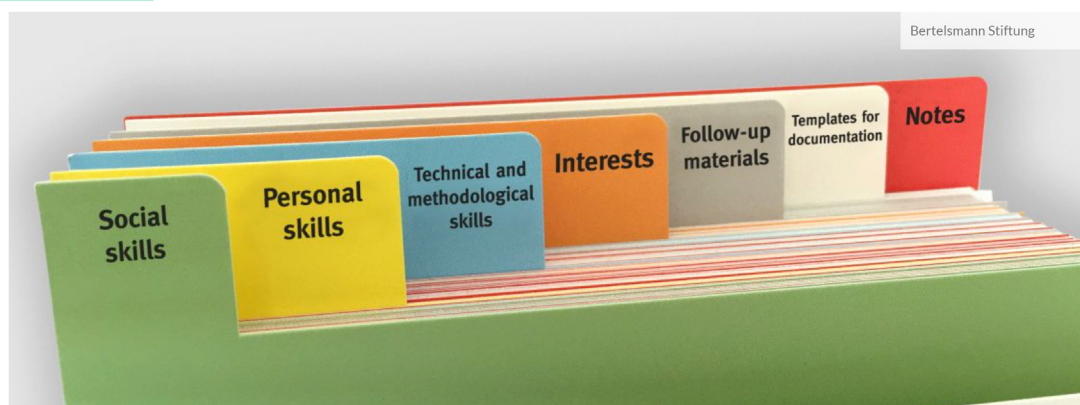 Bertelsmann Stiftung
Social
skills
Personal
skills
Technical and
methodological
skills
Interests
Follow-up
materials
Templates for
documentation
Notes